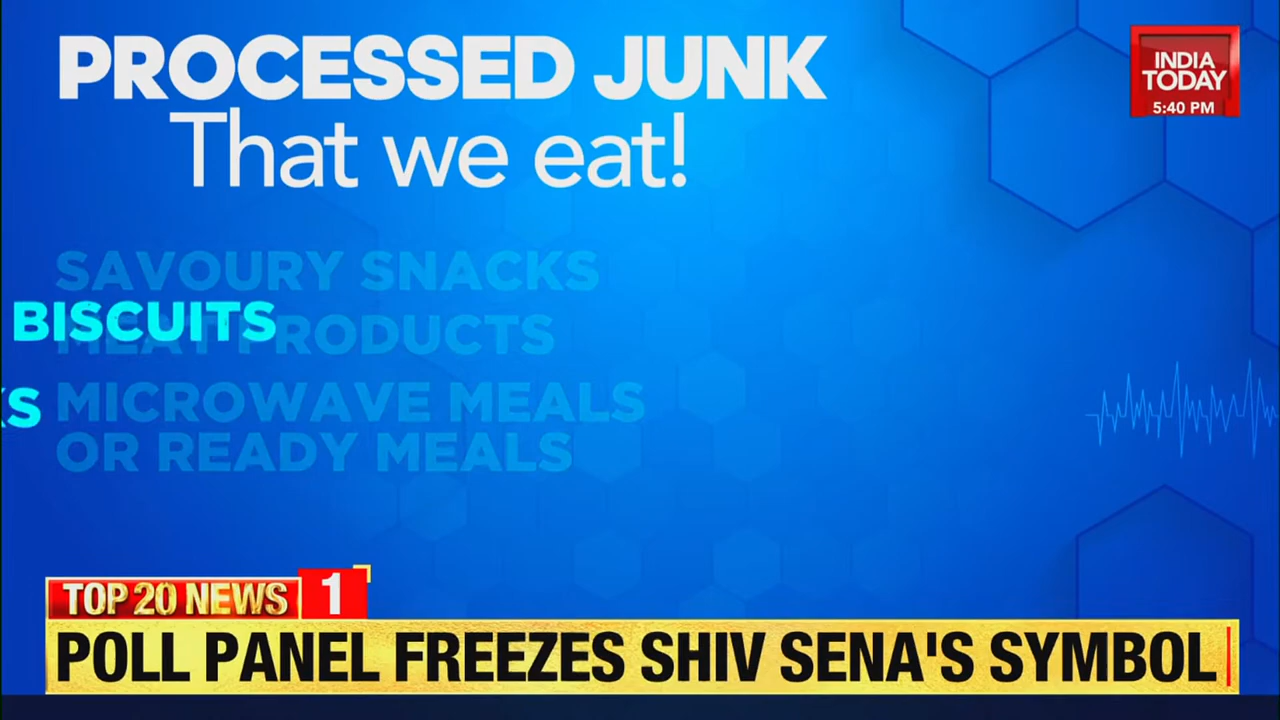 PROCESSED JUNK
That we eat!
INDIA
TODAY
5:40 PM
SAVOURY SNACKS
BISCUITS
MEAT PRODUCTS
MICROWAVE MEALS
OR READY MEALS
TOP 20 NEWS 1
POLL PANEL FREEZES SHIV SENA'S SYMBOL